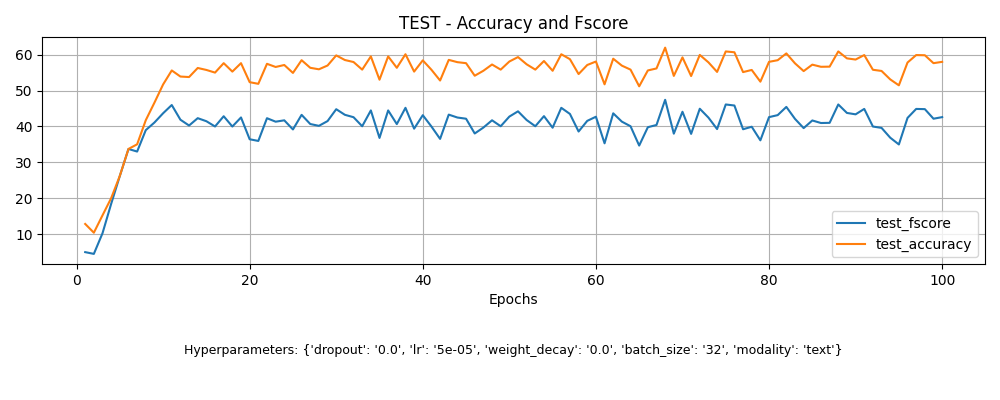 TEST - Accuracy and Fscore
60
50
40
30
20
10
test_fscore
test_accuracy
0 20 40 60 80 100
Epochs
Hyperparameters: {'dropout': '0.0', 'lr': '5e-05', 'weight_decay': '0.0', 'batch_size': '32', 'modality': 'text'}